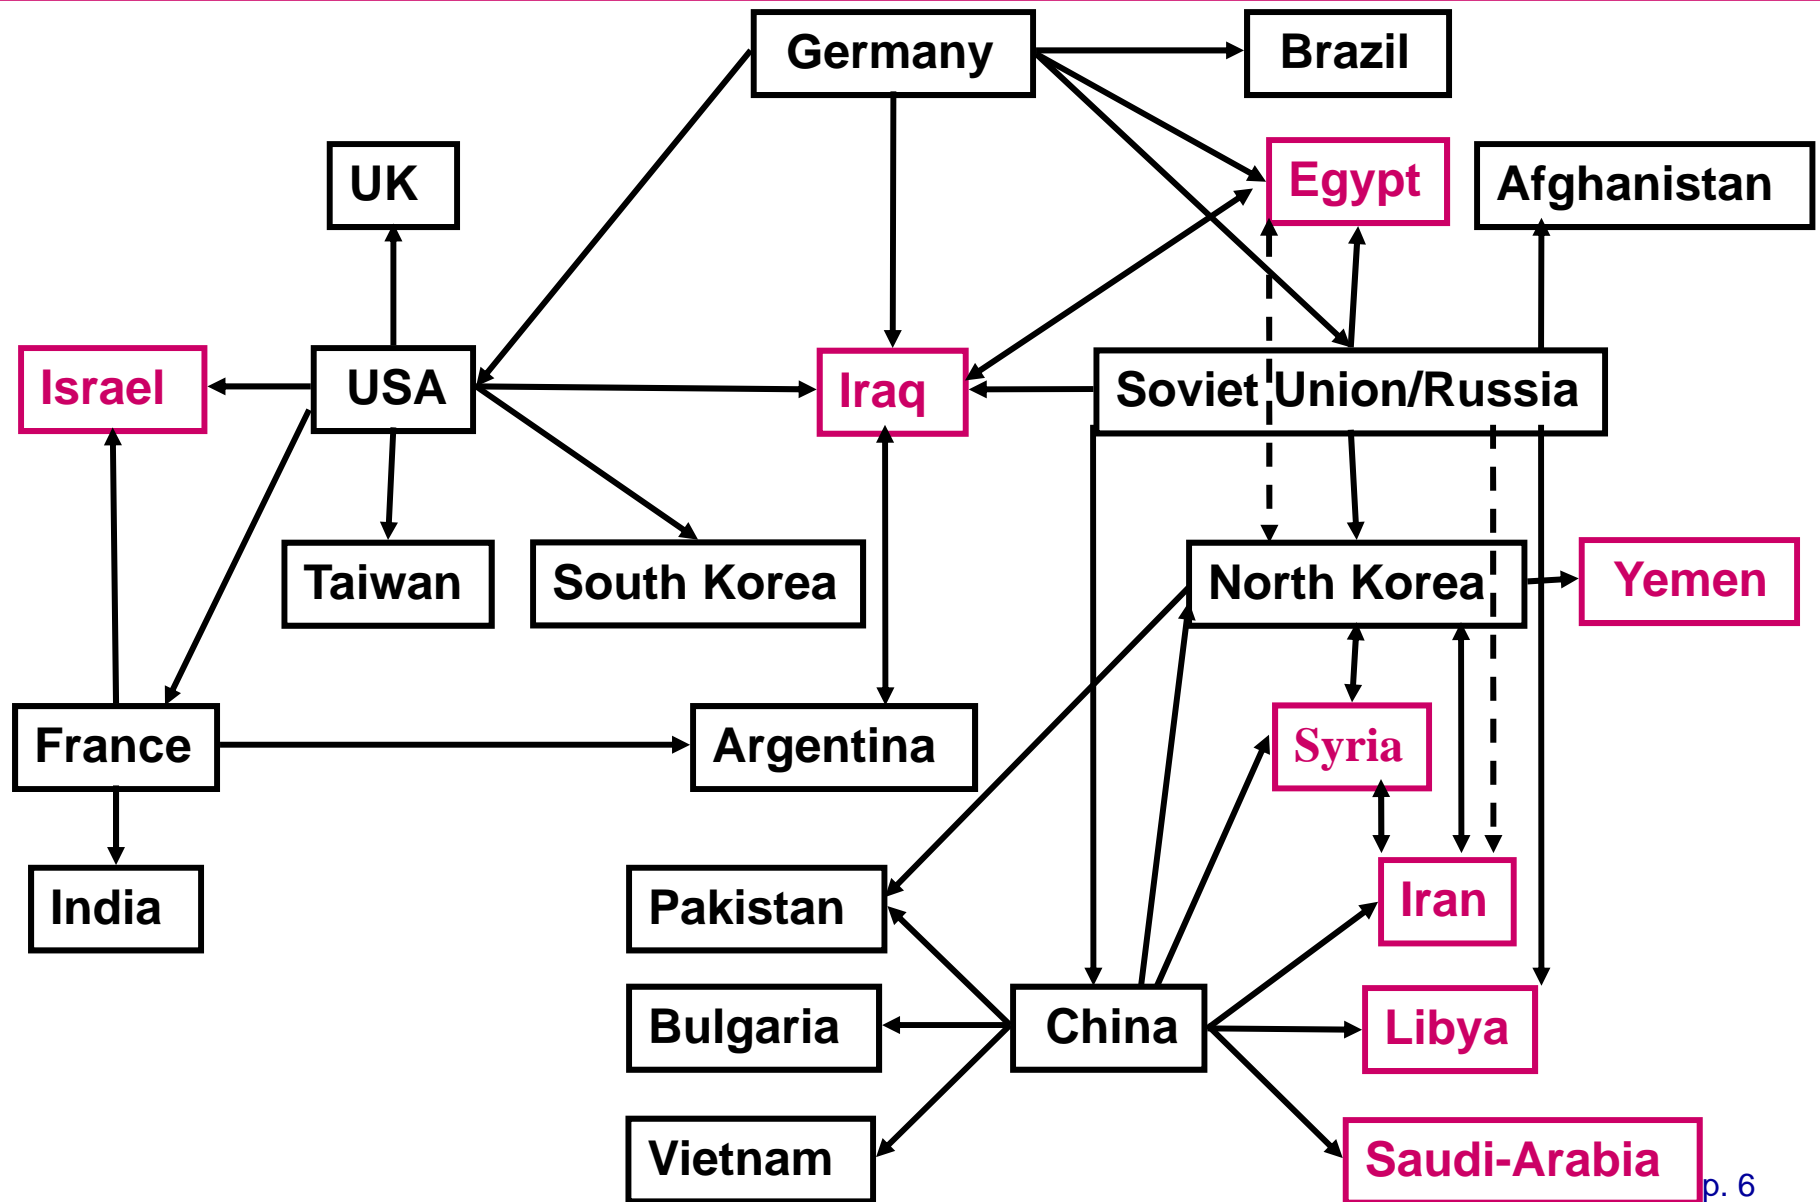 Germany
Brazil
UK
Egypt
Afghanistan
Israel
USA
Iraq
Soviet Union/Russia
Taiwan
South Korea
North Korea
Yemen
France
Argentina
Syria
India
Pakistan
Iran
Bulgaria
China
Libya
Vietnam
Saudi-Arabia
p. 6